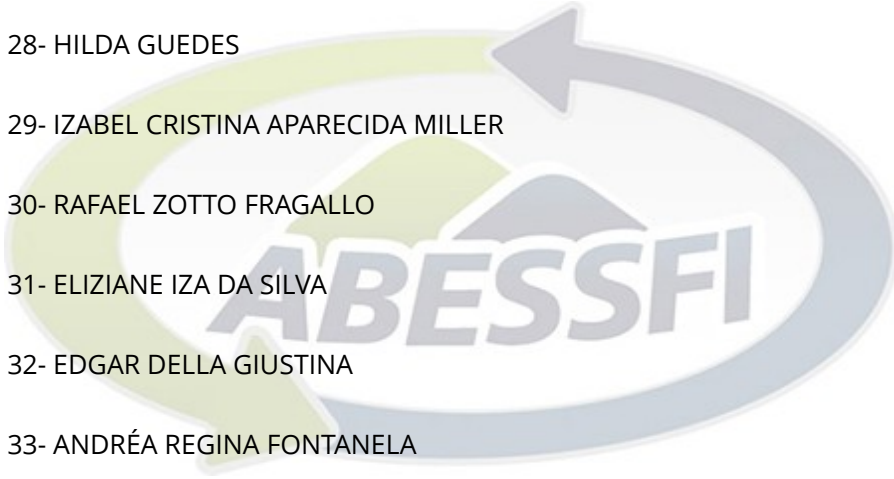 28- HILDA GUEDES
29- IZABEL CRISTINA APARECIDA MILLER
30- RAFAEL ZOTTO FRAGALLO
31- ELIZIANE IZA DA SILVA
ABESSFI
32- EDGAR DELLA GIUSTINA
33- ANDRÉA REGINA FONTANELA